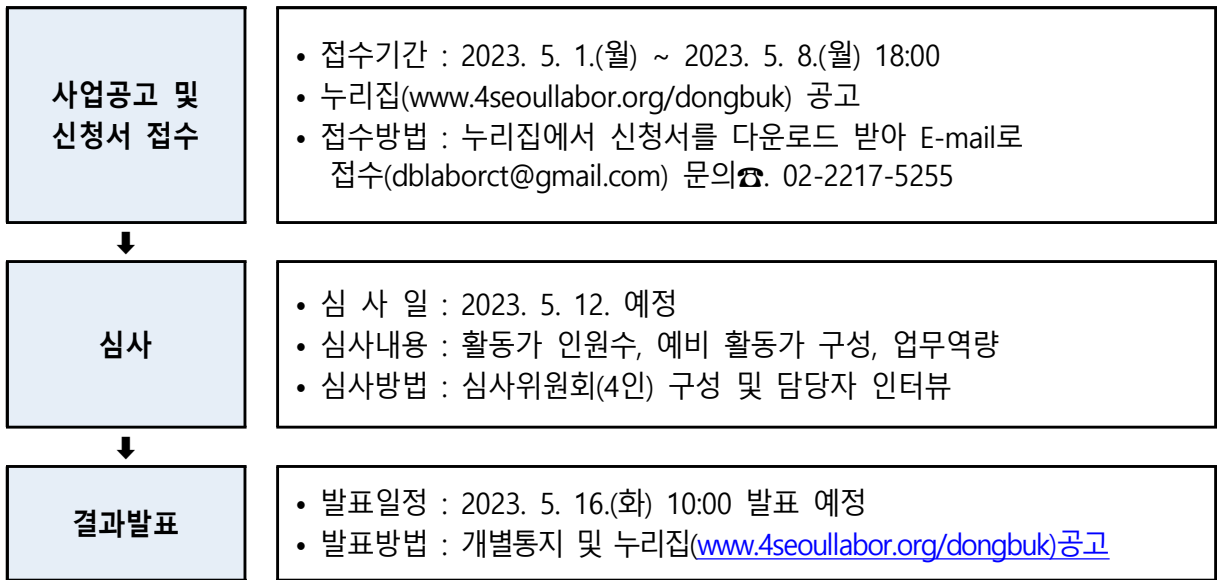 사업공고 및
신청서 접수
• 접수기간 : 2023. 5. 1.(월) ~ 2023. 5. 8.(월) 18:00
• 누리집(www.4seoullabor.org/dongbuk) 공고
• 접수방법 : 누리집에서 신청서를 다운로드 받아 E-mail로
접수(dblaborct@gmail.com) 문의☎. 02-2217-5255
⬇
심사
• 심 사 일 : 2023. 5. 12. 예정
• 심사내용 : 활동가 인원수, 예비 활동가 구성, 업무역량
• 심사방법 : 심사위원회(4인) 구성 및 담당자 인터뷰
⬇
결과발표
• 발표일정 : 2023. 5. 16.(화) 10:00 발표 예정
• 발표방법 : 개별통지 및 누리집(www.4seoullabor.org/dongbuk)공고